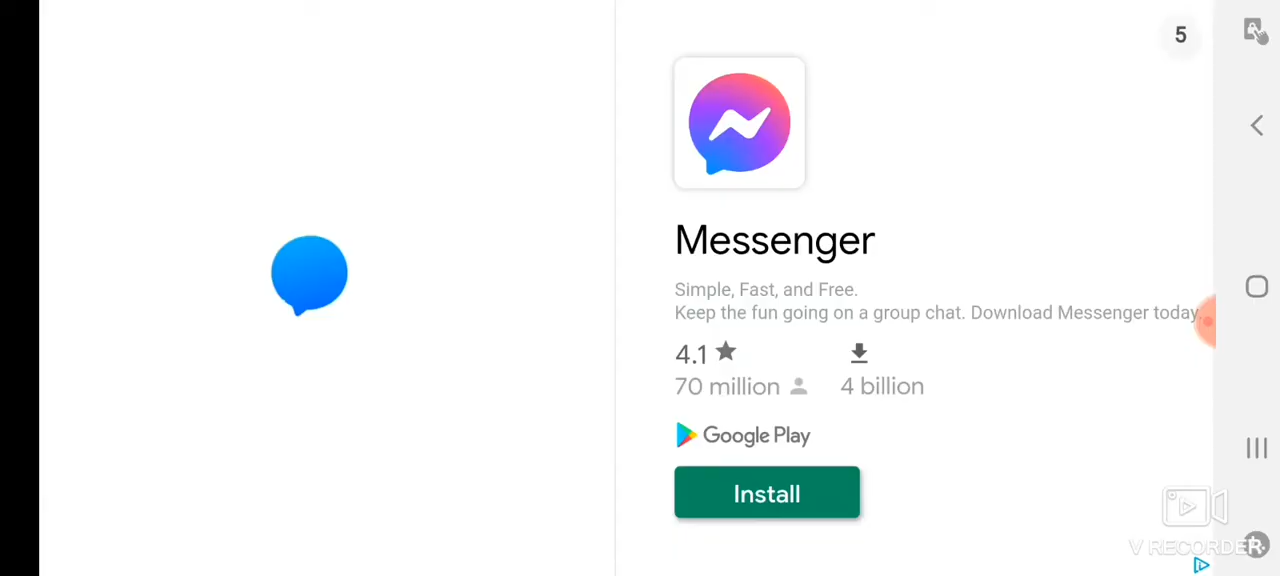 5
Messenger
Simple, Fast, and Free.
Keep the fun going on a group chat. Download Messenger today.
4.1
70 million
4 billion
Google Play
Install
V RECORDER